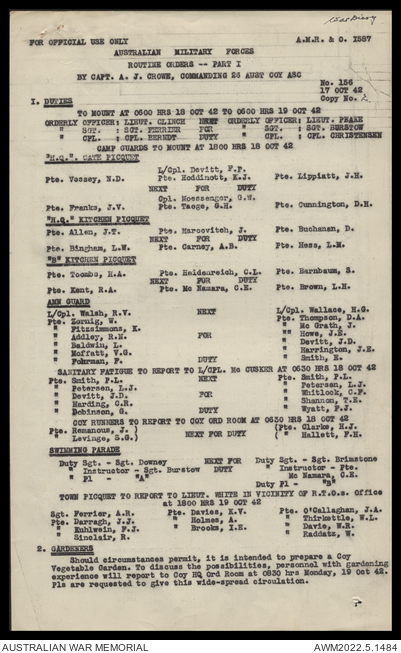 War Diary
FOR OFFICIAL USE ONLY A.M.R. & O. 1587
AUSTRALIAN MILITARY FORCES
ROUTINE ORDERS -- PART I
BY CAPT. A. J. CROWE, COMMANDING 23 AUST COY ASC
No. 156
17 OCT 42
Copy No. 2
I. DUTIES
TO MOUNT AT 0600 HRS 18 OCT 42 TO 0600 HRS 19 OCT 42
ORDERLY OFFICER: LIEUT. CLINCH NEXT ORDERLY OFFICER: LIEUT. PEAKE
" SGT. : SGT. FERRIER FOR " SGT. : SGT. BURSTOW
" CPL. : CPL. BERNDT DUTY " CPL. : CPL. CHRISTENSEN
CAMP GUARDS TO MOUNT AT 1800 HRS 18 OCT 42
"H.Q." GATE PICQUET
L/Cpl. Devitt, F.P.
Pte. Vessey, N.D. Pte. Hoddinott, K.J. Pte. Lippiatt, J.H.
NEXT FOR DUTY
Cpl. Noessenger, G.W.
Pte. Franks, J.V. Pte. Taege, G.H. Pte. Cunnington, D.H.
"H.Q." KITCHEN PICQUET
Pte. Allen, J.T. Pte. Harcovitch, J. Pte. Buchanan, D.
NEXT FOR DUTY
Pte. Bingham, L.W. Pte. Carney, A.B. Pte. Hess, L.M.
"B" KITCHEN PICQUET
Pte. Toombs, R.A. Pte. Heidenreich, C.L. Pte. Barnbaum, S.
NEXT FOR DUTY
Pte. Kent, R.A. Pte. Mc Namara, C.H. Pte. Brown, L.H.
AMN GUARD
L/Cpl. Walsh, R.V. NEXT L/Cpl. Wallace, H.G.
Pte. Zornig, W. Pte. Thompson, D.A.
" Fitzsimmons, K. " Mc Grath, J.
" Addley, R.N. FOR "" Howe, J.E.
" Baldwin, L. " Devitt, J.D.
" Moffatt, V.G. " Harrington, J.H.
" Fohrman, F. DUTY " Smith, H.
SANITARY FATIGUE TO REPORT TO L/CPL. Mc CUSKER AT 0630 HRS 18 OCT 42
Pte. Smith, P.L. NEXT Pte. Smith, P.L.
" Petersen, L.J. " Petersen, L.J.
" Devitt, J.D. FOR " Whitlock, C.F.
" Harding, C.R. " Shannon, T.H.
" Robinson, G. DUTY " Wyatt, F.J.
COY RUNNERS TO REPORT TO COY ORD ROOM AT 0630 HRS 18 OCT 42
Pte. Remanous, J. ) NEXT FOR DUTY (Pte. Clarke, H.J.
" Levinge, S.G.) ( " Hallett, F.H.
SWIMMING PARADE
Duty Sgt. - Sgt. Downey NEXT FOR Duty Sgt. - Sgt. Brimstone
" Instructor - Sgt. Burstow DUTY " Instructor - Pte.
" Pl - "A" Mc Namara, C.H.
Duty Pl - "B"
TOWN PICQUET TO REPORT TO LIEUT. WHITE IN VICINITY OF R.T.O's. Office
at 1800 HRS 19 OCT 42
Sgt. Ferrier, A.R. Pte. Davies, K.V. Pte. O'Callaghan, J.A.
Pte. Darragh, J.J. " Holmes, A. " Thirkettle, W.L.
" Kuhlwein, F.J. " Brooks, I.E. " Davie, W.R.
" Sinclair, R. " Raddatz, W.
2. GARDENERS
Should circumstances permit, it is intended to prepare a Coy
Vegetable Garden. To discuss the possibilities, personnel with gardening
experience will report to Coy HQ Ord Room at 0830 hrs Monday, 19 Oct 42.
Pls are requested to give this wide-spread circulation.
AUSTRALIAN WAR MEMORIAL AWM2022.5.1484